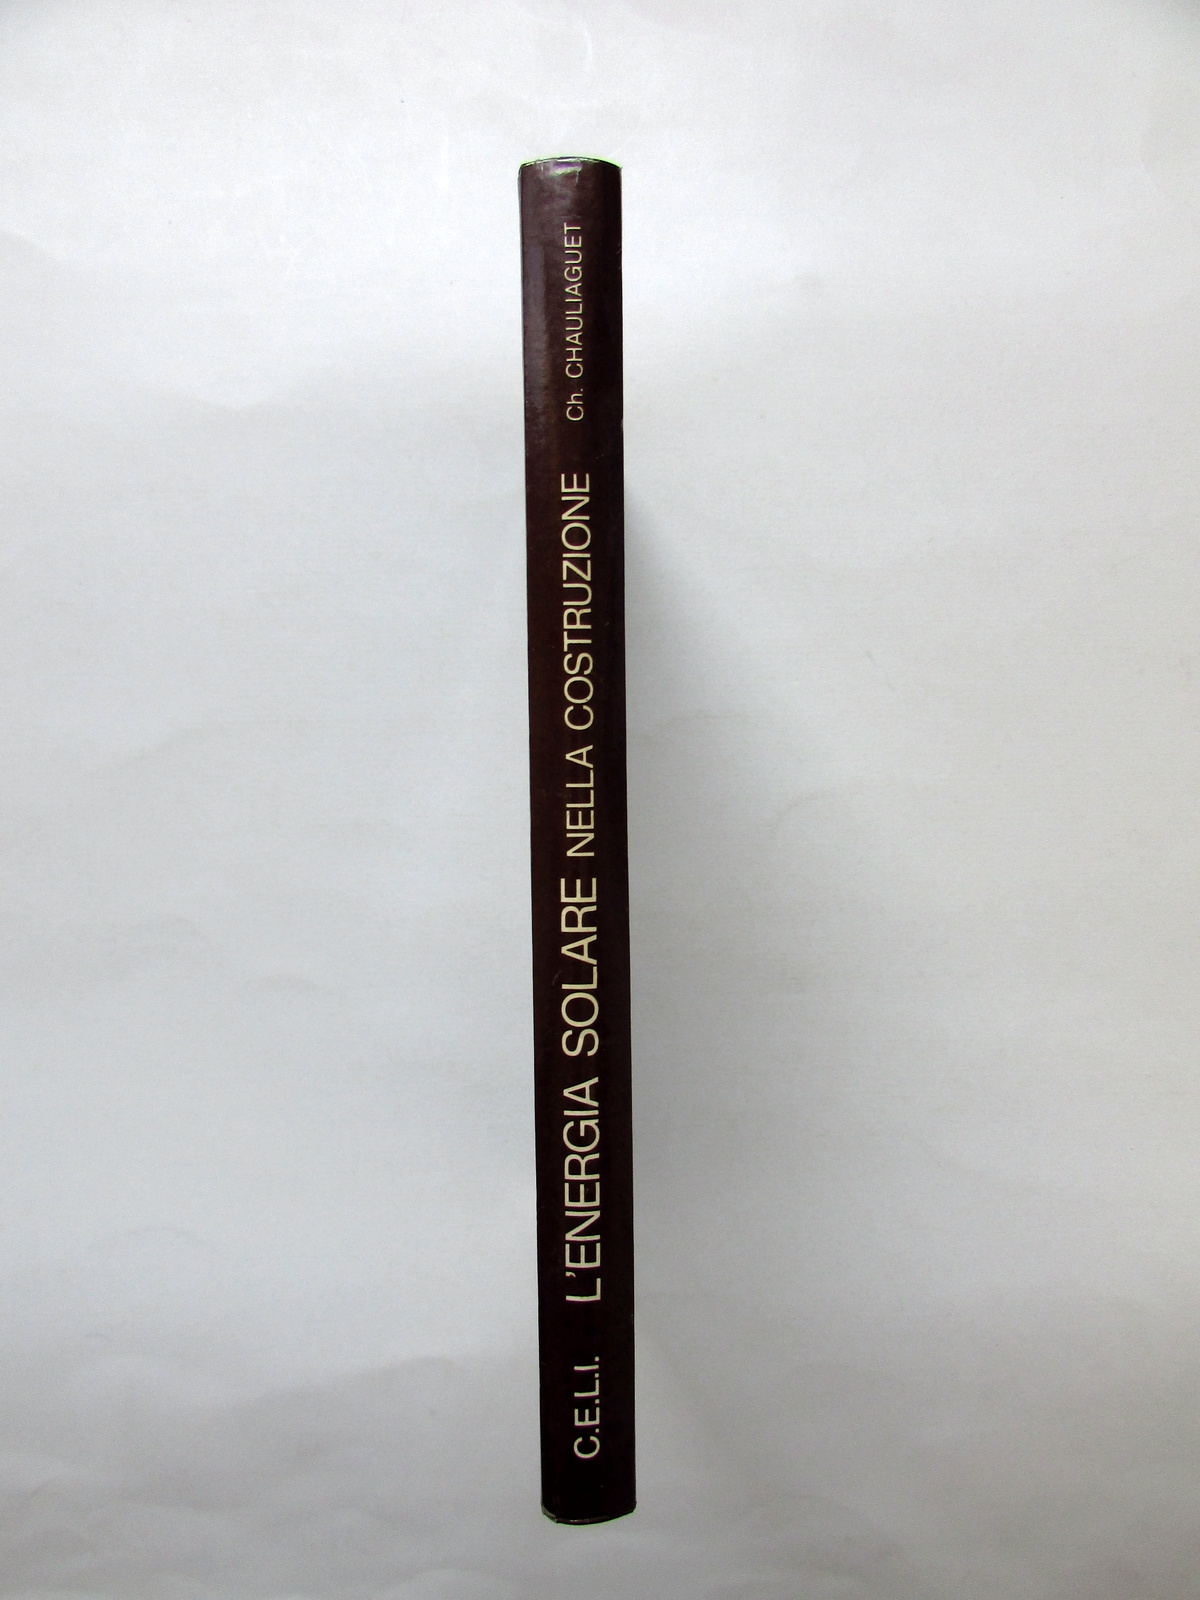 C.E.L.I. L'ENERGIA SOLARE NELLA COSTRUZIONE Ch. CHAULIAGUET